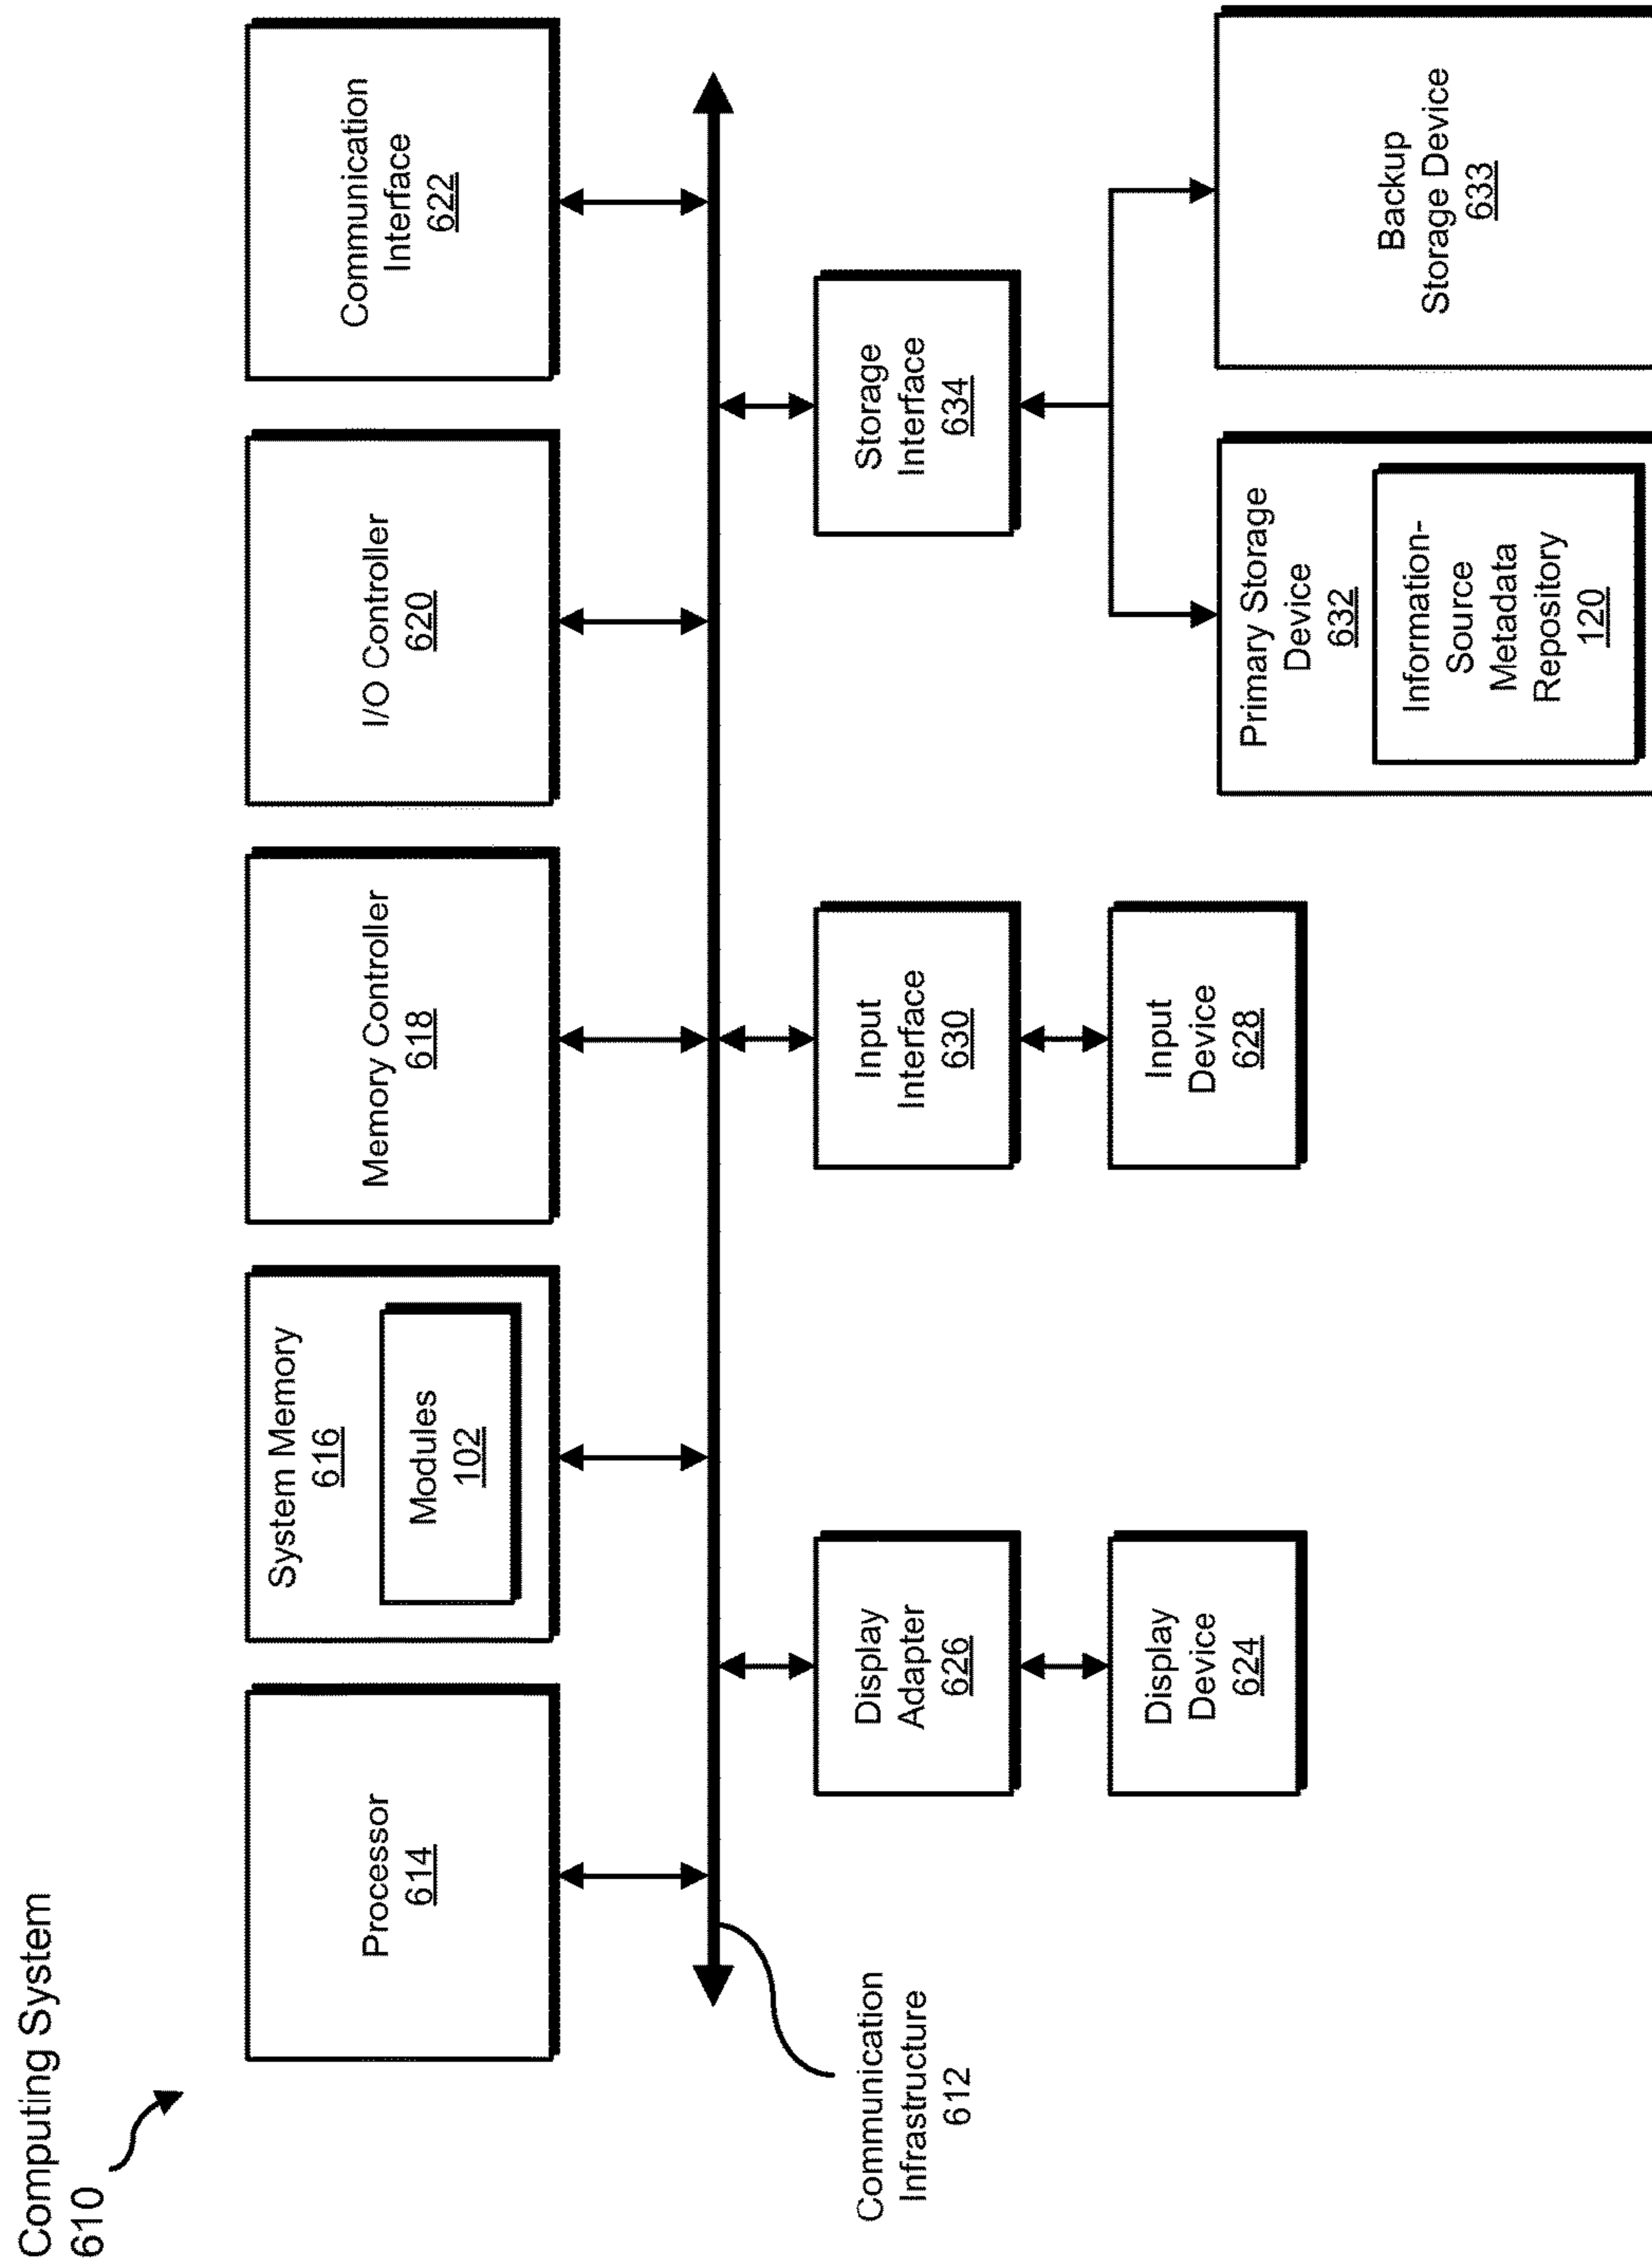 Computing System
610
Processor
614
System Memory
616
Modules
102
Memory Controller
618
I/O Controller
620
Communication
Interface
622
Communication
Infrastructure
612
Display
Adapter
626
Input
Interface
630
Storage
Interface
634
Display
Device
624
Input
Device
628
Primary Storage
Device
632
Information-
Source
Metadata
Repository
120
Backup
Storage Device
633